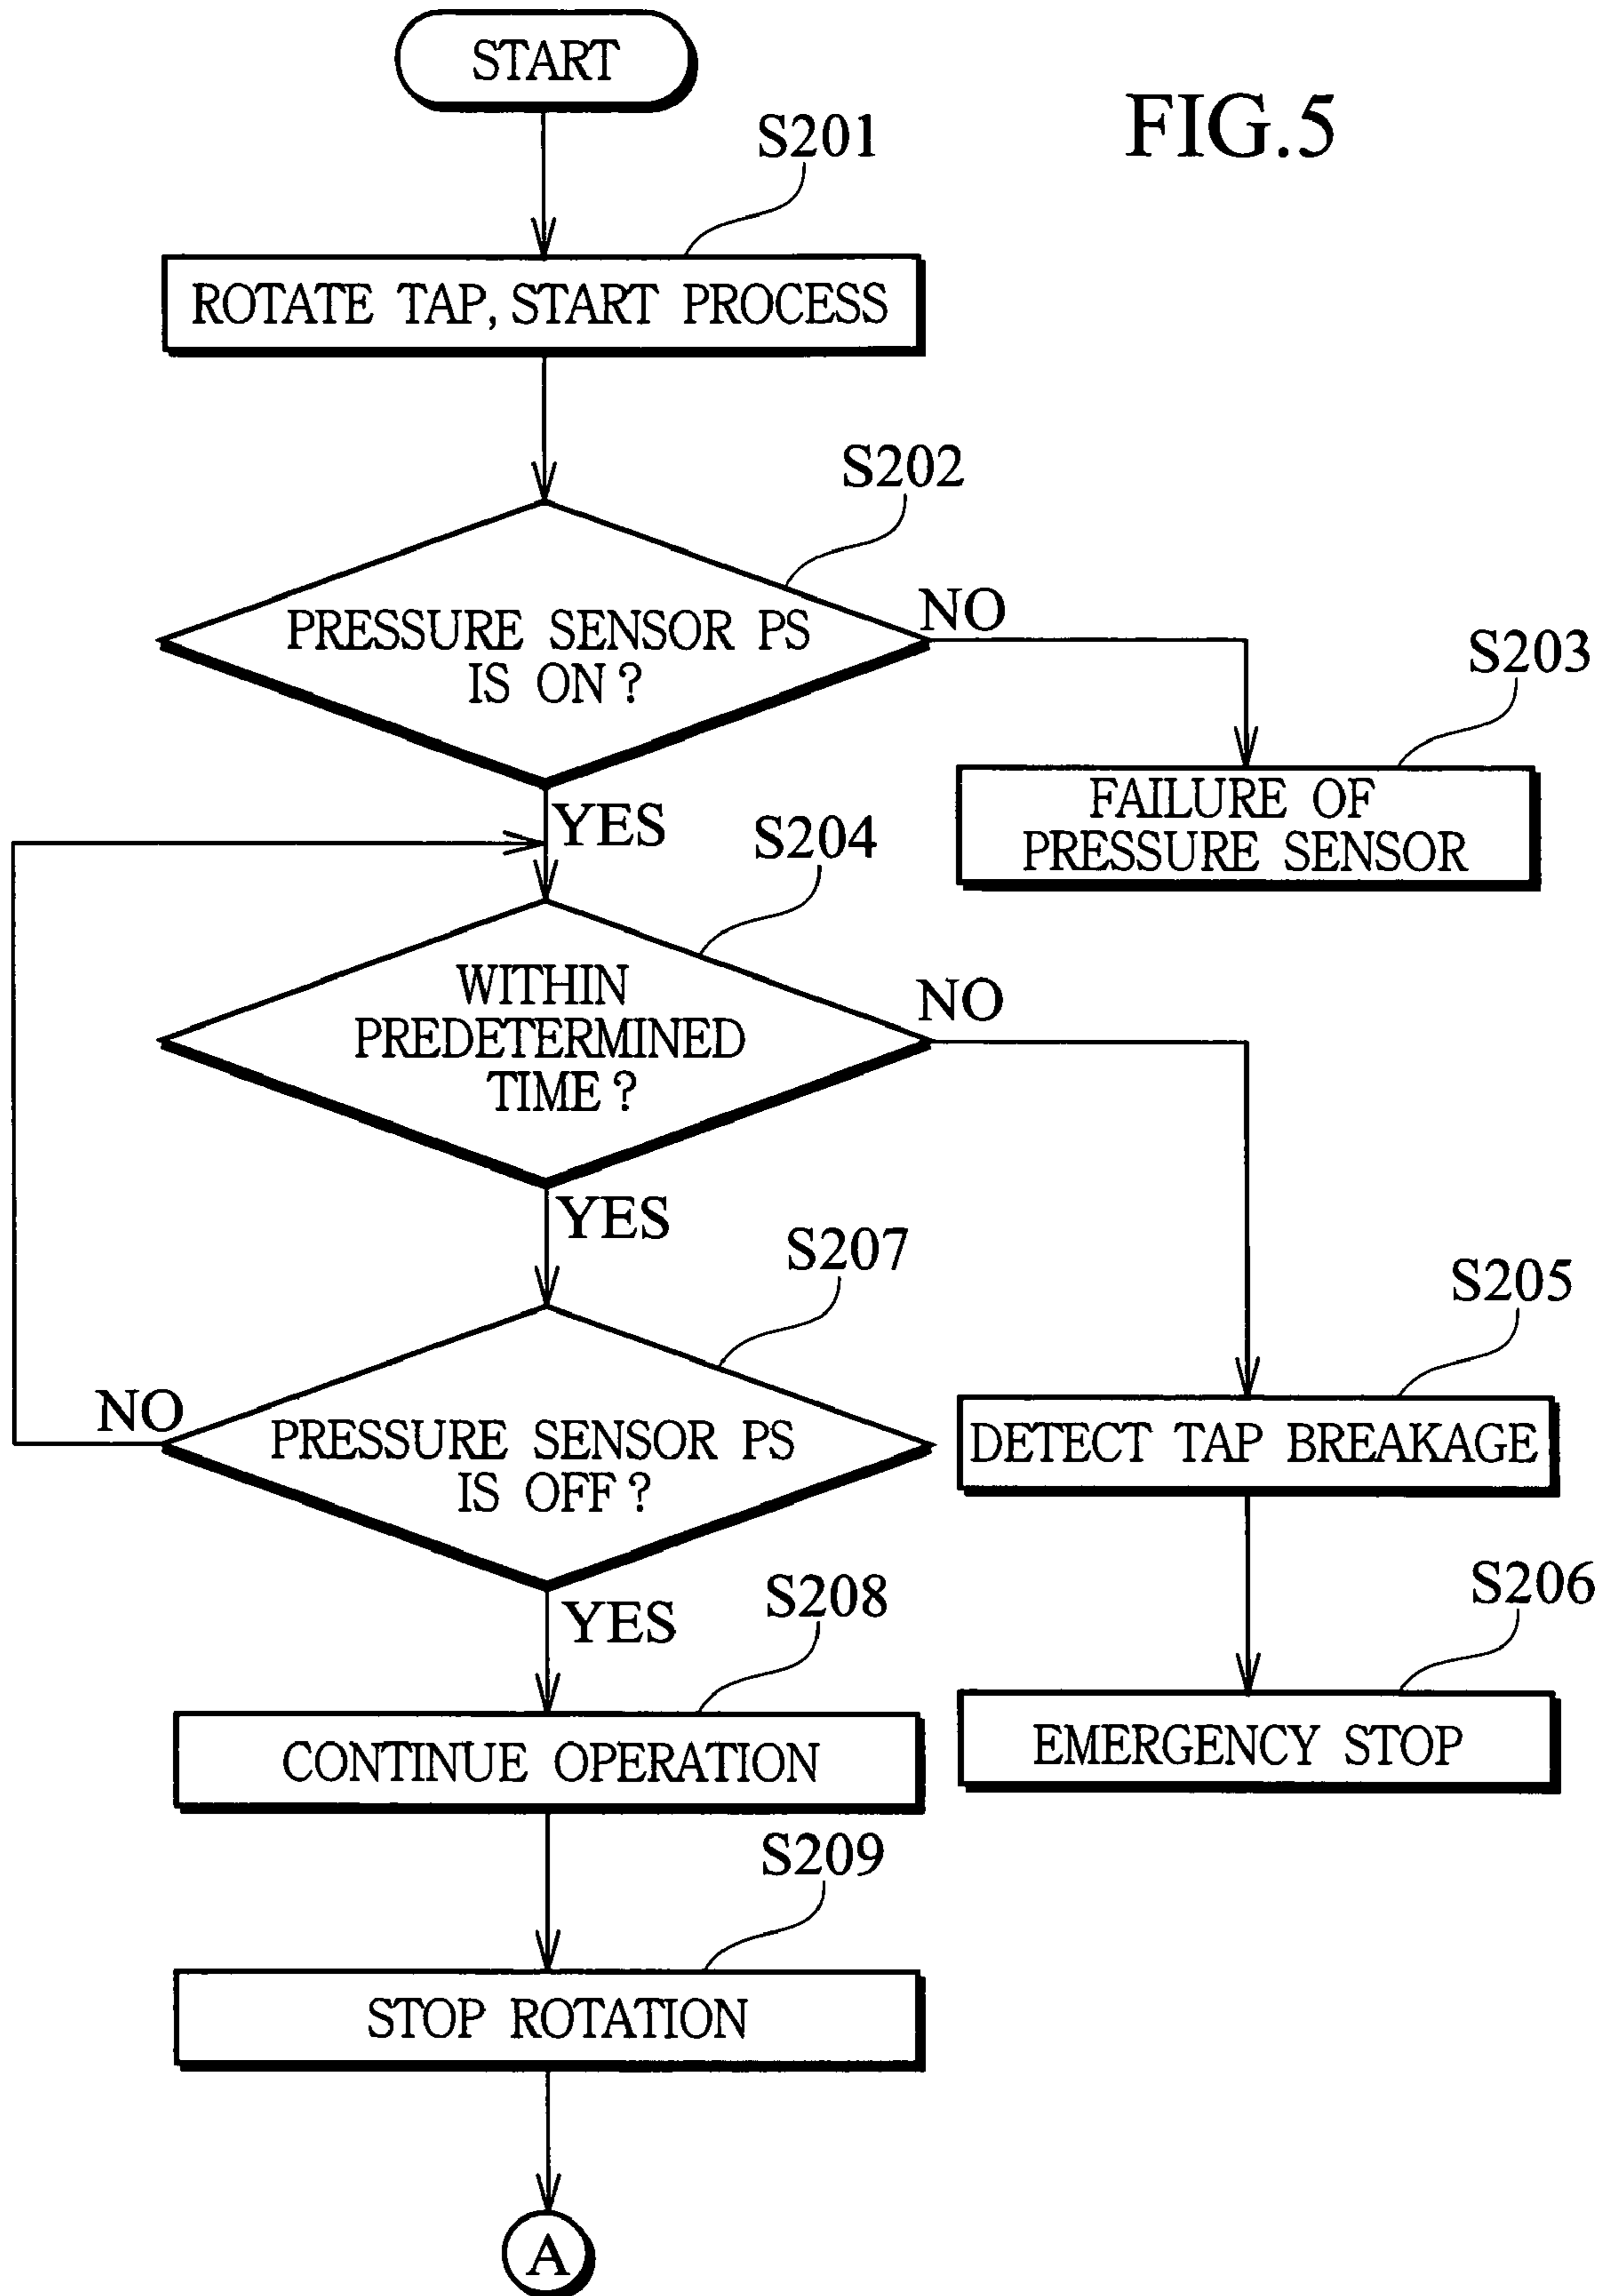 START
FIG.5
S201
ROTATE TAP, START PROCESS
S202
PRESSURE SENSOR PS
IS ON?
NO
S203
FAILURE OF
PRESSURE SENSOR
YES
S204
WITHIN
PREDETERMINED
TIME?
NO
YES
S207
S205
NO
PRESSURE SENSOR PS
IS OFF?
DETECT TAP BREAKAGE
YES
S208
S206
CONTINUE OPERATION
EMERGENCY STOP
S209
STOP ROTATION
A